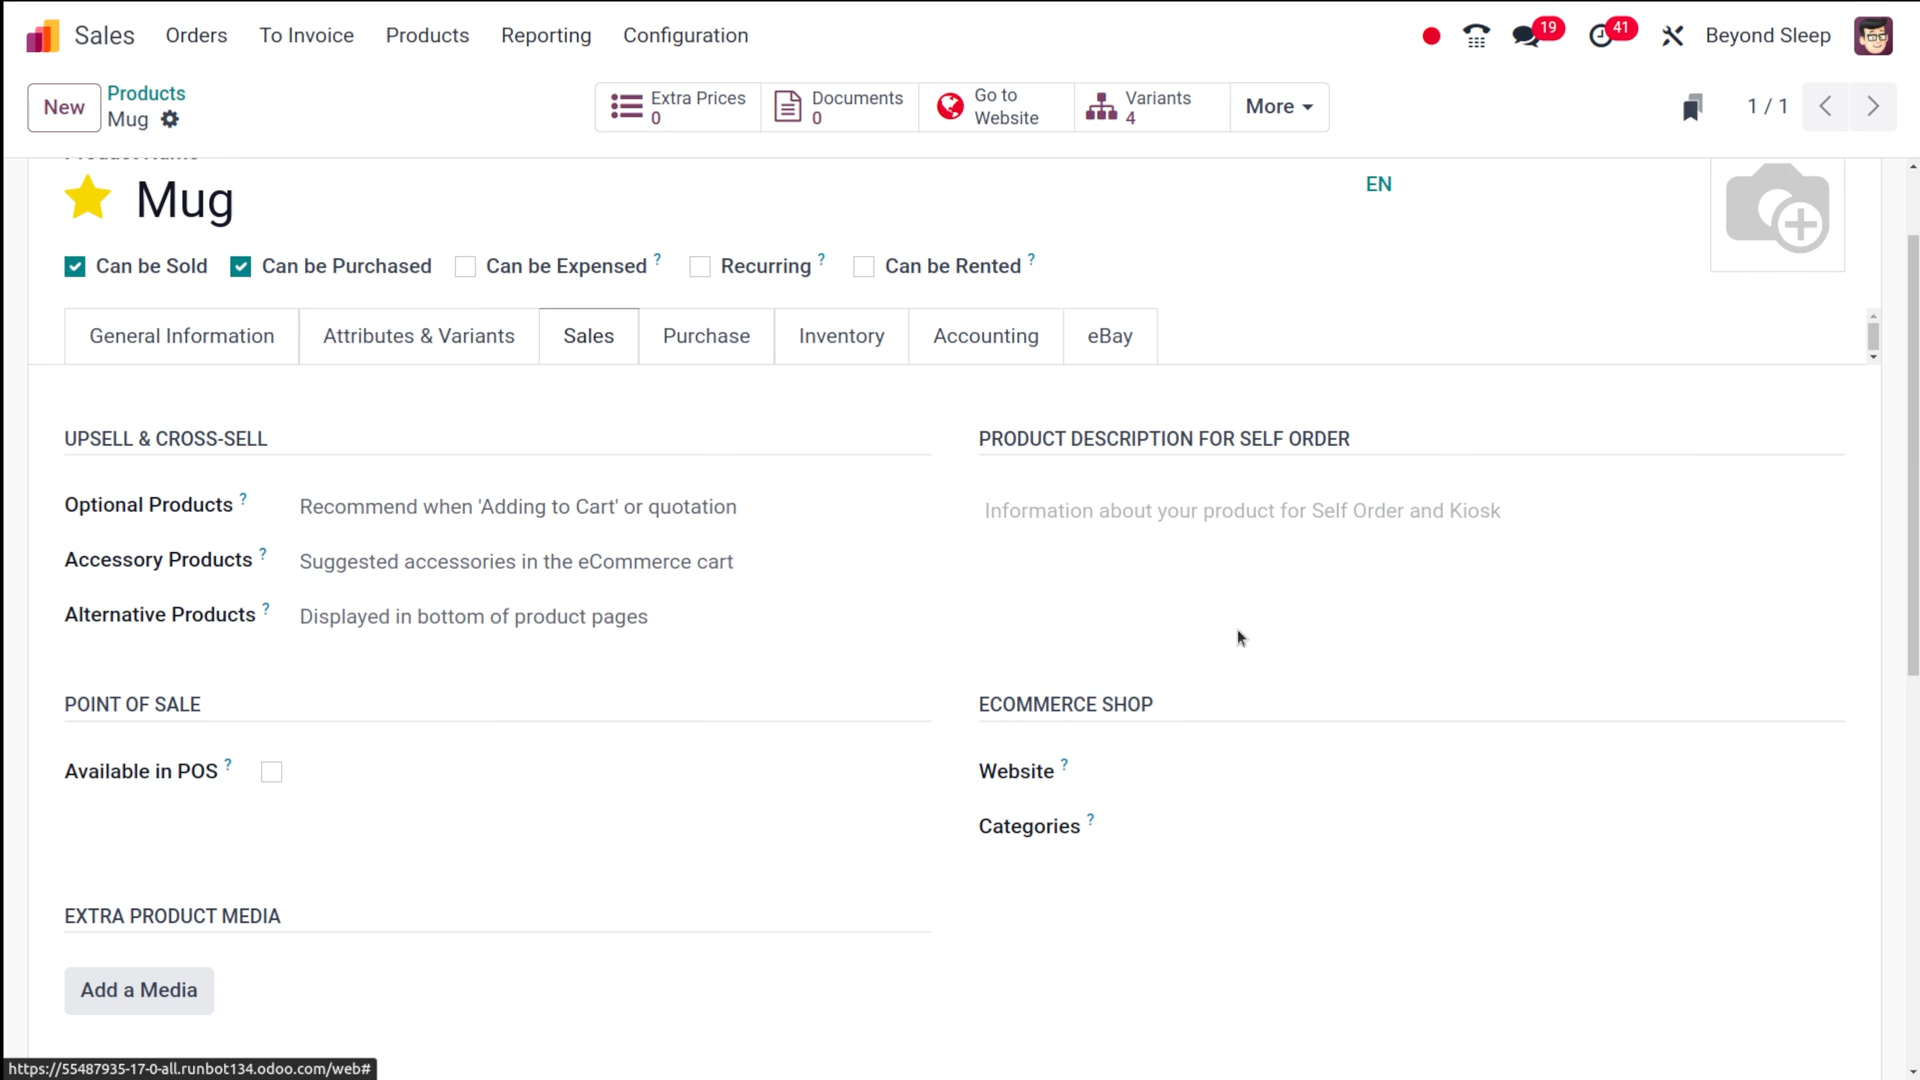 Sales
Orders
To Invoice
Products
Reporting
Configuration
19
41
Beyond Sleep
New
Products
Mug
Extra Prices
0
Documents
0
Go to
Website
Variants
4
More
1 / 1
Product Name
Mug
EN
Can be Sold
Can be Purchased
Can be Expensed ?
Recurring ?
Can be Rented ?
General Information
Attributes & Variants
Sales
Purchase
Inventory
Accounting
eBay
UPSELL & CROSS-SELL
Optional Products ?
Recommend when 'Adding to Cart' or quotation
Accessory Products ?
Suggested accessories in the eCommerce cart
Alternative Products ?
Displayed in bottom of product pages
PRODUCT DESCRIPTION FOR SELF ORDER
Information about your product for Self Order and Kiosk
POINT OF SALE
Available in POS ?
ECOMMERCE SHOP
Website ?
Categories ?
EXTRA PRODUCT MEDIA
Add a Media
https://55487935-17-0-all.runbot134.odoo.com/web#